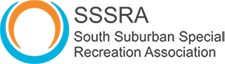 SSSRA
South Suburban Special
Recreation Association